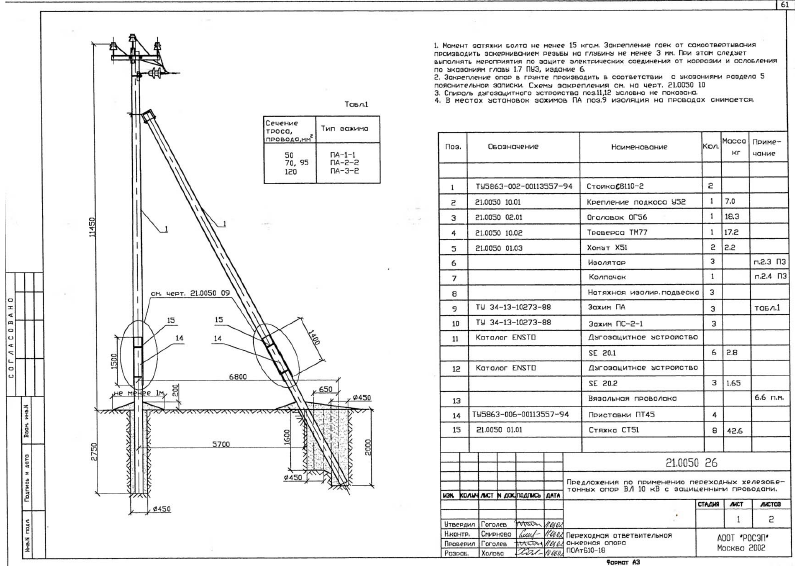 61
1. Момент затяжки болта не менее 15 кгс.м. Закрепление гаек от самоотвертывания
производить закерниванием резьбы на глубину не менее 3 мм. При этом следует
выполнять мероприятия по защите электрических соединений от коррозии и ослабления
по указаниям главы 1.7 ПУЭ, издание 6.
2. Закрепление опор в грунте производить в соответствии с указаниями раздела 5
пояснительной записки. Схемы закрепления см. на черт. 21.0050 10
3. Спираль дугозащитного устройства поз.11,12 условно не показана.
4. В местах установок зажимов ПА поз.9 изоляция на проводах снимается.
Табл.1
Сечение троса, провода,мм² Тип зажима
50 ПА-1-1
70, 95 ПА-2-2
120 ПА-3-2
11450
1
1
см. черт. 21.0050 09
15
14
15
14
1400
1500
6800
не менее 1м
200
650
ø450
5700
2750
1600
2000
ø450
ø450
Поз. Обозначение Наименование Кол. Масса кг Примечание
1 ТУ5863-002-00113557-94 Стойка СВ110-2 2
2 21.0050 10.01 Крепление подкоса У52 1 7.0
3 21.0050 02.01 Оголовок ОГ56 1 18.3
4 21.0050 10.02 Траверса ТМ77 1 17.2
5 21.0050 01.03 Хомут Х51 2 2.2
6 Изолятор 3 п.2.3 ПЗ
7 Колпачок 1 п.2.4 ПЗ
8 Натяжная изолир.подвеска 3
9 ТУ 34-13-10273-88 Зажим ПА 3 табл.1
10 ТУ 34-13-10273-88 Зажим ПС-2-1 3
11 Каталог ENSTO Дугозащитное устройство
SE 20.1 6 2.8
12 Каталог ENSTO Дугозащитное устройство
SE 20.2 3 1.65
13 Вязальная проволока 6.6 п.м.
14 ТУ5863-006-00113557-94 Приставки ПТ45 4
15 21.0050 01.01 Стяжка СТ51 8 42.6
21.0050 26
Предложения по применению переходных железобе-
тонных опор ВЛ 10 кВ с защищенными проводами.
ИЗМ. КОЛУЧ ЛИСТ N ДОК. ПОДПИСЬ ДАТА
СТАДИЯ ЛИСТ ЛИСТОВ
1 2
Утвердил Гоголев
Н.контр. Смирнова
Проверил Гоголев
Разраб. Холова
Переходная ответвительная
анкерная опора
ПОАтБ10-18
АООТ "РОСЭП"
Москва 2002
Формат А3
СОГЛАСОВАНО
Взам. инв.N
Подпись и дата
Инв.N подл.